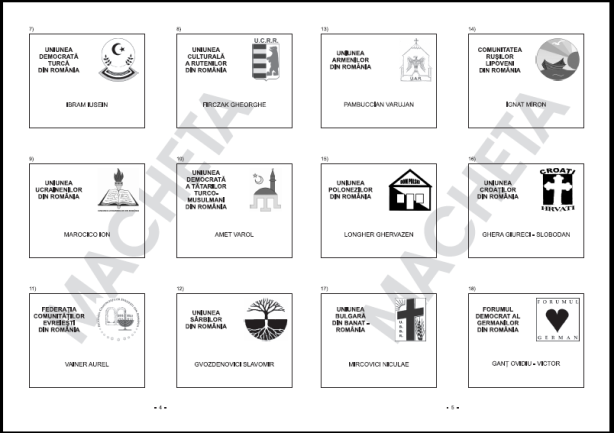 7)
UNIUNEA
DEMOCRATĂ
TURCĂ
DIN ROMÂNIA
IBRAM IUSEIN
8)
UNIUNEA
CULTURALĂ
A RUTENILOR
DIN ROMÂNIA
U.C.R.R.
FIRCZAK GHEORGHE
9)
UNIUNEA
UCRAINENILOR
DIN ROMÂNIA
MAROCICO ION
10)
UNIUNEA
DEMOCRATĂ
A TĂTARILOR
TURCO-
MUSULMANI
DIN ROMÂNIA
AMET VAROL
11)
FEDERAȚIA
COMUNITĂȚILOR
EVREIEȘTI
DIN ROMÂNIA
VAINER AUREL
12)
UNIUNEA
SÂRBILOR
DIN ROMÂNIA
GVOZDENOVICI SLAVOMIR
- 4 -
13)
UNIUNEA
ARMENILOR
DIN ROMÂNIA
U.A.R.
PAMBUCCIAN VARUJAN
14)
COMUNITATEA
RUȘILOR
LIPOVENI
DIN ROMÂNIA
IGNAT MIRON
15)
UNIUNEA
POLONEZILOR
DIN ROMÂNIA
DOM POLSKI
LONGHER GHERVAZEN
16)
UNIUNEA
CROAȚILOR
DIN ROMÂNIA
CROATI
HRVATI
GHERA GIURECI - SLOBODAN
17)
UNIUNEA
BULGARĂ
DIN BANAT -
ROMÂNIA
MIRCOVICI NICULAE
18)
FORUMUL
DEMOCRAT AL
GERMANILOR
DIN ROMÂNIA
FORUMUL
GERMAN
GANȚ OVIDIU - VICTOR
- 5 -
MACHETA
MACHETA